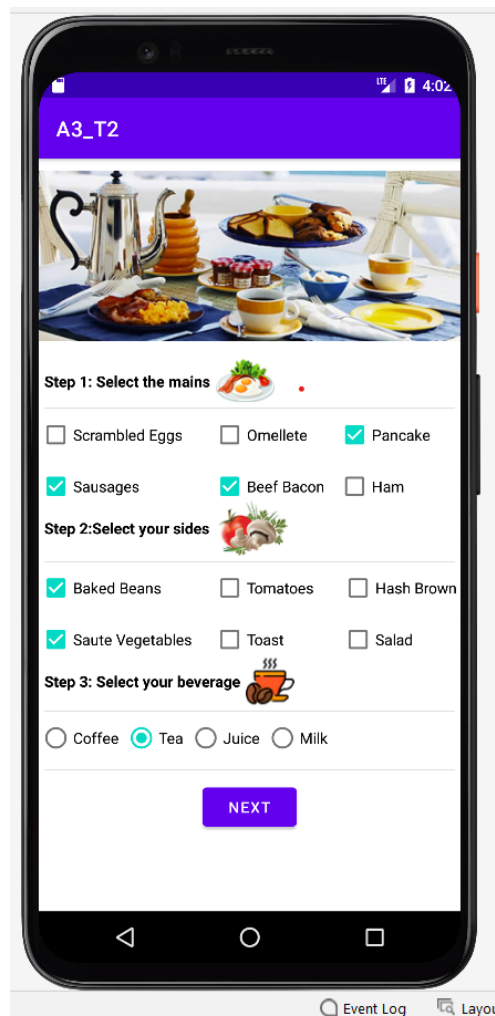 LTE 4:02
A3_T2
Step 1: Select the mains
Scrambled Eggs Omellete Pancake
Sausages Beef Bacon Ham
Step 2:Select your sides
Baked Beans Tomatoes Hash Brown
Saute Vegetables Toast Salad
Step 3: Select your beverage
Coffee Tea Juice Milk
NEXT
Event Log Layou